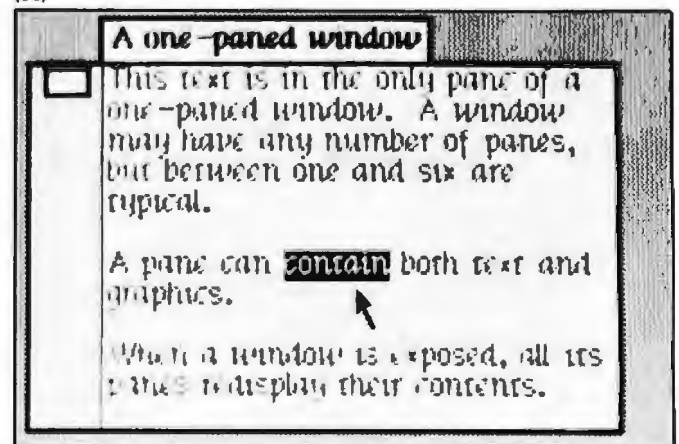 A one-paned window
This text is in the only pane of a
one-paned window. A window
may have any number of panes,
but between one and six are
typical.
A pane can contain both text and
graphics.
When a window is exposed, all its
panes redisplay their contents.